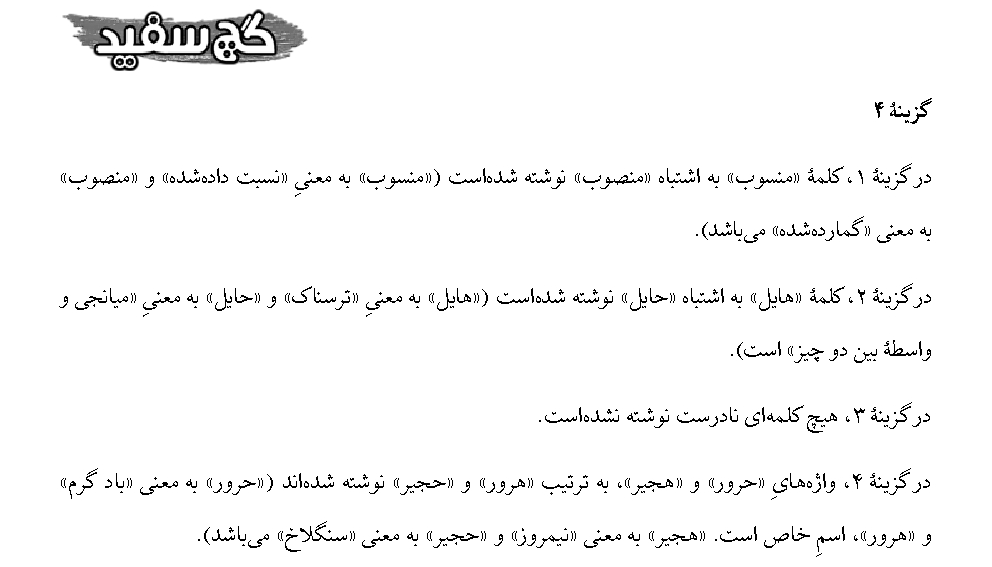 گچ سفید
گزینهٔ ۴
در گزینهٔ ۱، کلمهٔ «منسوب» به اشتباه «منصوب» نوشته شده‌است («منسوب» به معنیِ «نسبت داده‌شده» و «منصوب»
به معنی «گمارده‌شده» می‌باشد).
در گزینهٔ ۲، کلمهٔ «هایل» به اشتباه «حایل» نوشته شده‌است («هایل» به معنیِ «ترسناک» و «حایل» به معنیِ «میانجی و
واسطهٔ بین دو چیز» است).
در گزینهٔ ۳، هیچ کلمه‌ای نادرست نوشته نشده‌است.
در گزینهٔ ۴، واژه‌هایِ «حرور» و «هجیر»، به ترتیب «هرور» و «حجیر» نوشته شده‌اند («حرور» به معنی «باد گرم»
و «هرور»، اسمِ خاص است. «هجیر» به معنی «نیمروز» و «حجیر» به معنی «سنگلاخ» می‌باشد).